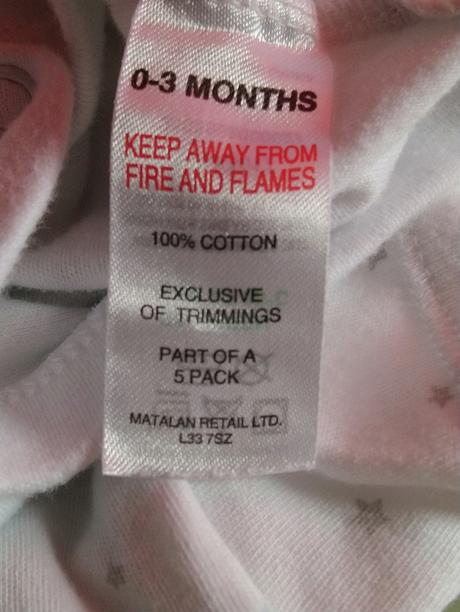 0-3 MONTHS
KEEP AWAY FROM
FIRE AND FLAMES
100% COTTON
EXCLUSIVE
OF TRIMMINGS
PART OF A
5 PACK
MATALAN RETAIL LTD.
L33 7SZ